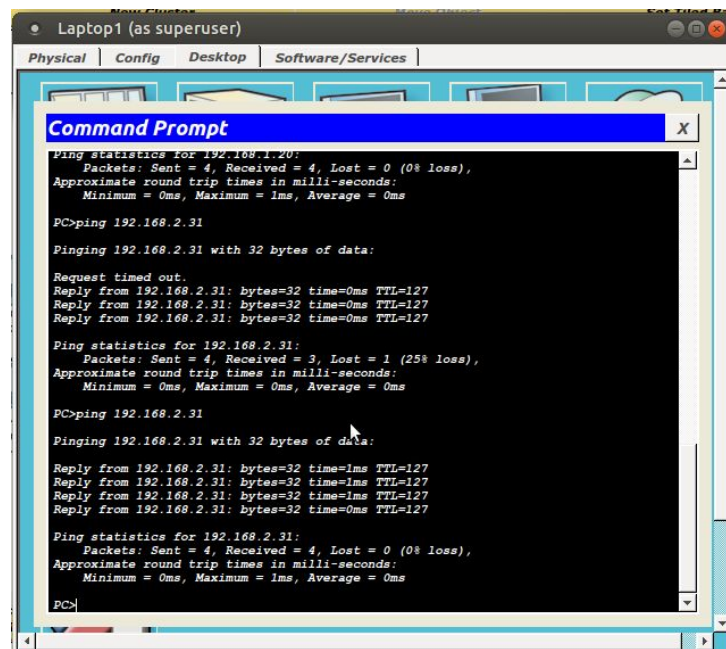 New Cluster Move Object Set Tiled Ba
Laptop1 (as superuser)
Physical Config Desktop Software/Services
Command Prompt X
Ping statistics for 192.168.1.20:
Packets: Sent = 4, Received = 4, Lost = 0 (0% loss),
Approximate round trip times in milli-seconds:
Minimum = 0ms, Maximum = 1ms, Average = 0ms
PC>ping 192.168.2.31
Pinging 192.168.2.31 with 32 bytes of data:
Request timed out.
Reply from 192.168.2.31: bytes=32 time=0ms TTL=127
Reply from 192.168.2.31: bytes=32 time=0ms TTL=127
Reply from 192.168.2.31: bytes=32 time=0ms TTL=127
Ping statistics for 192.168.2.31:
Packets: Sent = 4, Received = 3, Lost = 1 (25% loss),
Approximate round trip times in milli-seconds:
Minimum = 0ms, Maximum = 0ms, Average = 0ms
PC>ping 192.168.2.31
Pinging 192.168.2.31 with 32 bytes of data:
Reply from 192.168.2.31: bytes=32 time=1ms TTL=127
Reply from 192.168.2.31: bytes=32 time=1ms TTL=127
Reply from 192.168.2.31: bytes=32 time=1ms TTL=127
Reply from 192.168.2.31: bytes=32 time=0ms TTL=127
Ping statistics for 192.168.2.31:
Packets: Sent = 4, Received = 4, Lost = 0 (0% loss),
Approximate round trip times in milli-seconds:
Minimum = 0ms, Maximum = 1ms, Average = 0ms
PC>